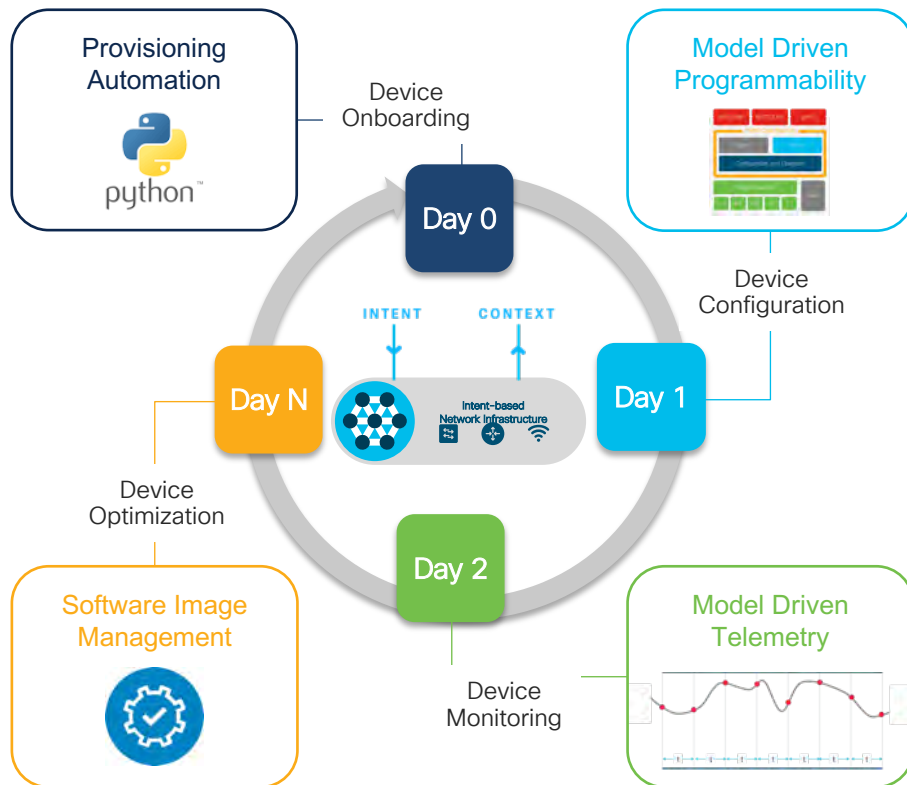 Provisioning
Automation
python™
Device
Onboarding
Model Driven
Programmability
Day 0
Device
Configuration
INTENT
CONTEXT
Day N
Intent-based
Network Infrastructure
Day 1
Device
Optimization
Day 2
Software Image
Management
Device
Monitoring
Model Driven
Telemetry